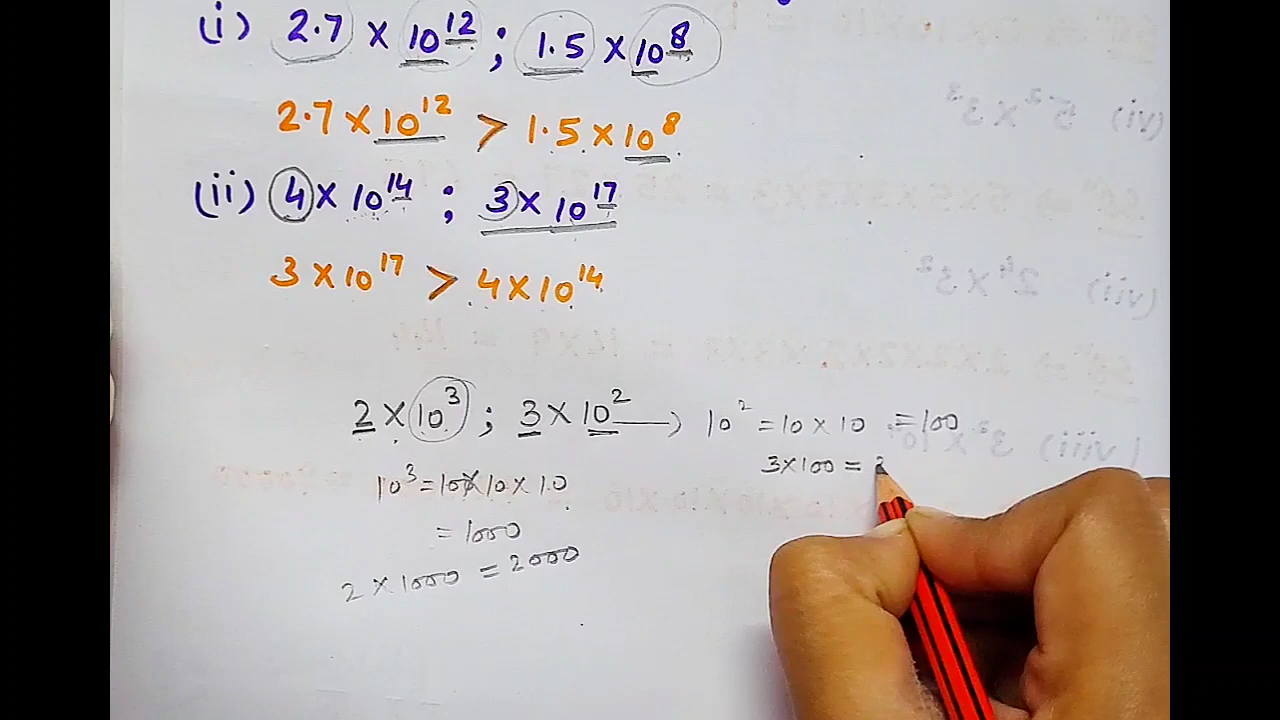 (i) 2.7 × 10¹² ; 1.5 × 10⁸
2.7 × 10¹² > 1.5 × 10⁸
(ii) 4 × 10¹⁴ ; 3 × 10¹⁷
3 × 10¹⁷ > 4 × 10¹⁴
2 × 10³ ; 3 × 10² → 10² = 10 × 10 = 100
3 × 100 =
10³ = 10 × 10 × 10
= 1000
2 × 1000 = 2000